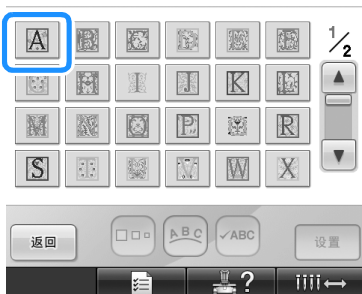 A B E F G
H I J K L
M N O P Q R
S T U V W X
1/2
返回 ABC ✓ABC 设置
?